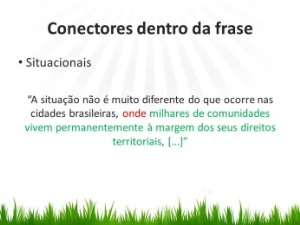 Conectores dentro da frase
• Situacionais
“A situação não é muito diferente do que ocorre nas
cidades brasileiras, onde milhares de comunidades
vivem permanentemente à margem dos seus direitos
territoriais, [...]”